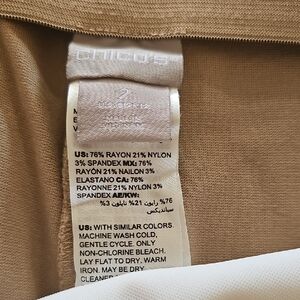 chico's
2
US: 76% RAYON 21% NYLON
3% SPANDEX MX: 76%
RAYÓN 21% NAILON 3%
ELASTANO CA: 76%
RAYONNE 21% NYLON 3%
SPANDEX AE/KW:
76% رايون 21% نايلون 3%
سباندیکس
US: WITH SIMILAR COLORS
MACHINE WASH COLD,
GENTLE CYCLE. ONLY
NON-CHLORINE BLEACH.
LAY FLAT TO DRY. WARM
IRON. MAY BE DRY
CLEANED